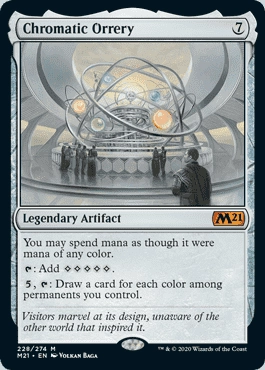 Chromatic Orrery 7
Legendary Artifact M21
You may spend mana as though it were
mana of any color.
: Add
5, : Draw a card for each color among
permanents you control.
Visitors marvel at its design, unaware of the
other world that inspired it.
228/274 M
M21 • EN VOLKAN BAGA
™ & © 2020 Wizards of the Coast